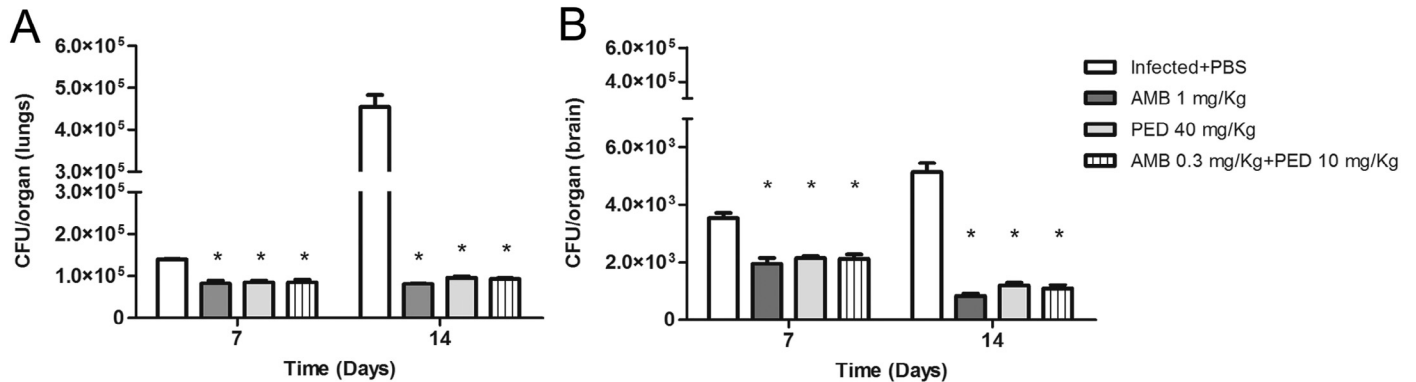 A
CFU/organ (lungs)
6.0×10⁵
5.0×10⁵
4.0×10⁵
3.0×10⁵
3.0×10⁵
2.0×10⁵
1.0×10⁵
0
* * * * * *
7 14
Time (Days)
B
CFU/organ (brain)
6.0×10⁵
4.0×10⁵
6.0×10³
4.0×10³
2.0×10³
0
* * * * * *
7 14
Time (Days)
Infected+PBS
AMB 1 mg/Kg
PED 40 mg/Kg
AMB 0.3 mg/Kg+PED 10 mg/Kg